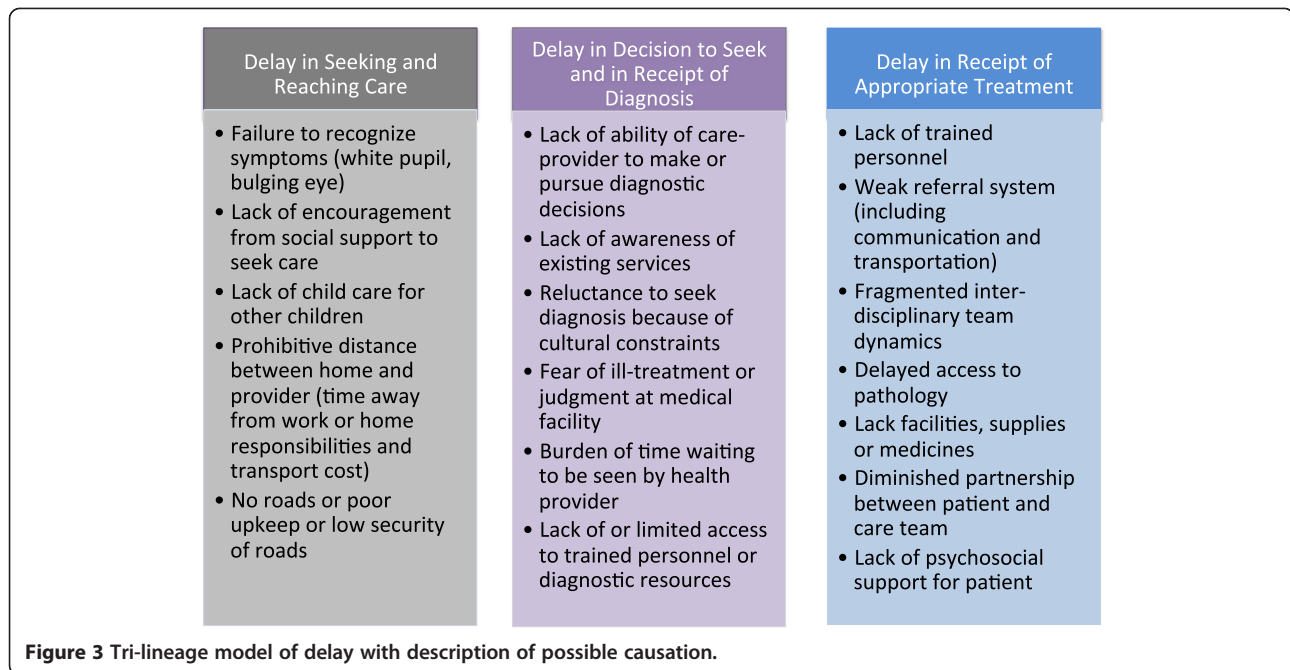 Delay in Seeking and
Reaching Care
• Failure to recognize
symptoms (white pupil,
bulging eye)
• Lack of encouragement
from social support to
seek care
• Lack of child care for
other children
• Prohibitive distance
between home and
provider (time away
from work or home
responsibilities and
transport cost)
• No roads or poor
upkeep or low security
of roads
Delay in Decision to Seek
and in Receipt of
Diagnosis
• Lack of ability of care-
provider to make or
pursue diagnostic
decisions
• Lack of awareness of
existing services
• Reluctance to seek
diagnosis because of
cultural constraints
• Fear of ill-treatment or
judgment at medical
facility
• Burden of time waiting
to be seen by health
provider
• Lack of or limited access
to trained personnel or
diagnostic resources
Delay in Receipt of
Appropriate Treatment
• Lack of trained
personnel
• Weak referral system
(including
communication and
transportation)
• Fragmented inter-
disciplinary team
dynamics
• Delayed access to
pathology
• Lack facilities, supplies
or medicines
• Diminished partnership
between patient and
care team
• Lack of psychosocial
support for patient
Figure 3 Tri-lineage model of delay with description of possible causation.